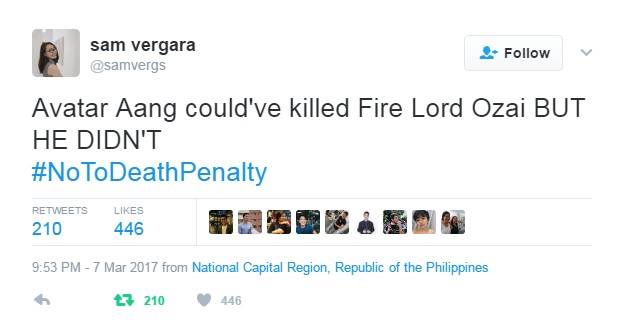 sam vergara
@samvergs
Follow
Avatar Aang could've killed Fire Lord Ozai BUT
HE DIDN'T
#NoToDeathPenalty
RETWEETS LIKES
210 446
9:53 PM - 7 Mar 2017 from National Capital Region, Republic of the Philippines
210 446